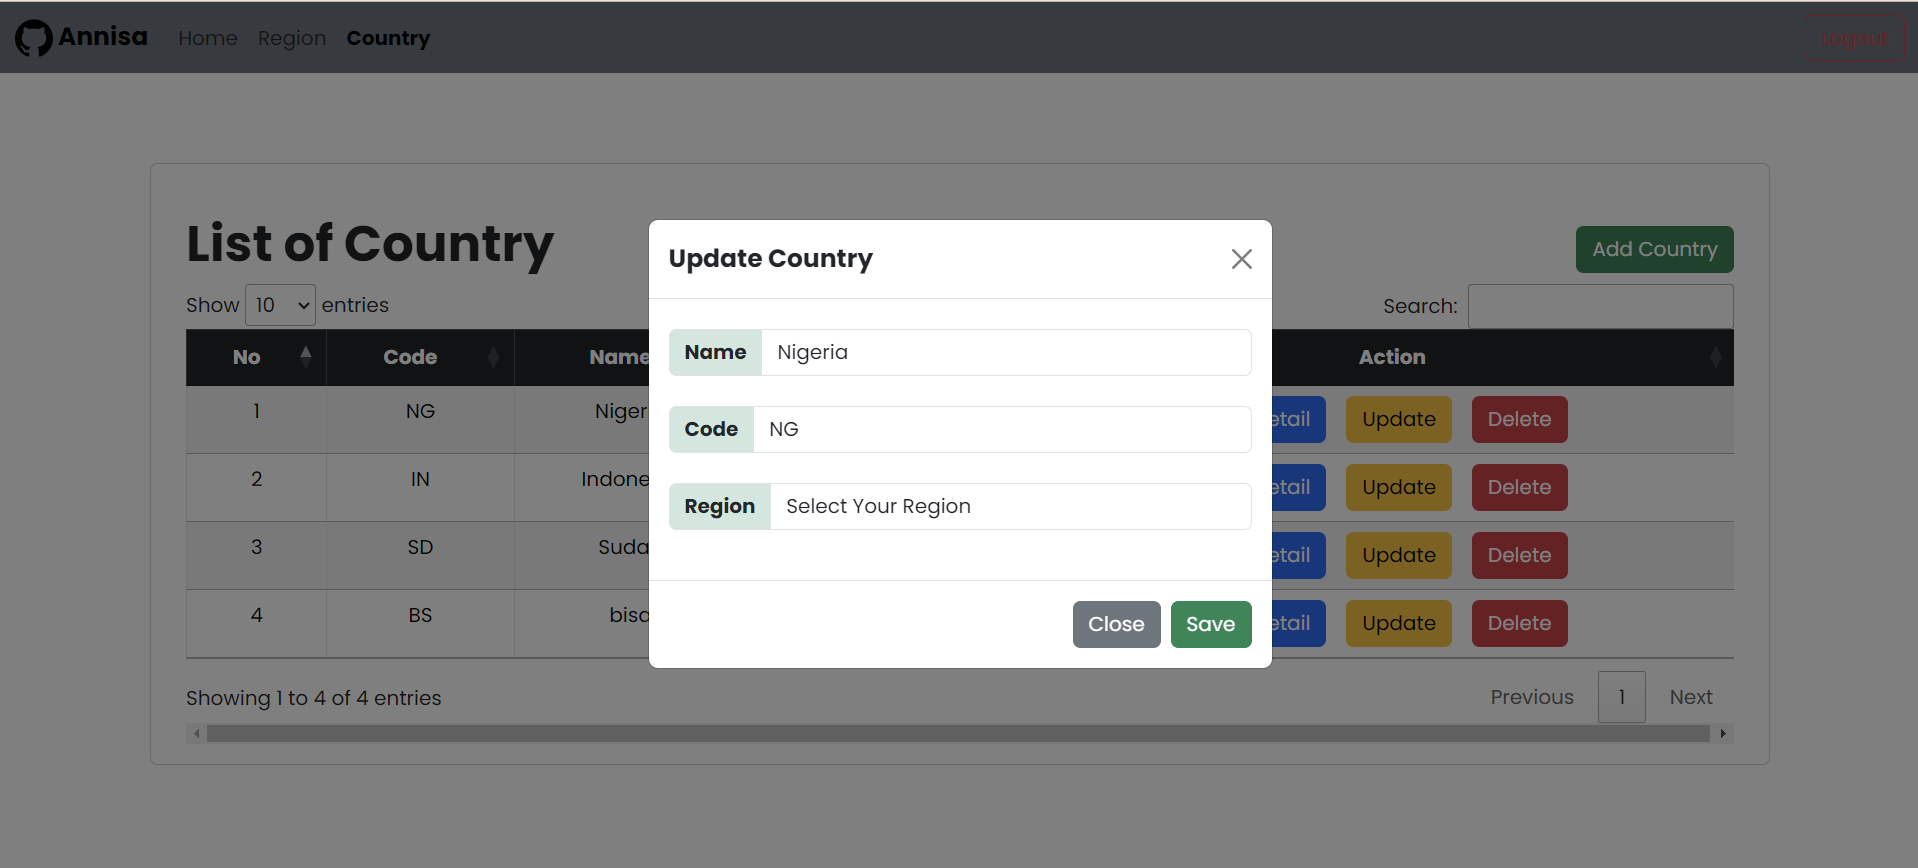 Annisa Home Region Country Logout
List of Country
Add Country
Show 10 entries
Search:
No Code Name Action
1 NG Niger etail Update Delete
2 IN Indone etail Update Delete
3 SD Suda etail Update Delete
4 BS bisa etail Update Delete
Showing 1 to 4 of 4 entries
Previous 1 Next
Update Country
Name Nigeria
Code NG
Region Select Your Region
Close Save